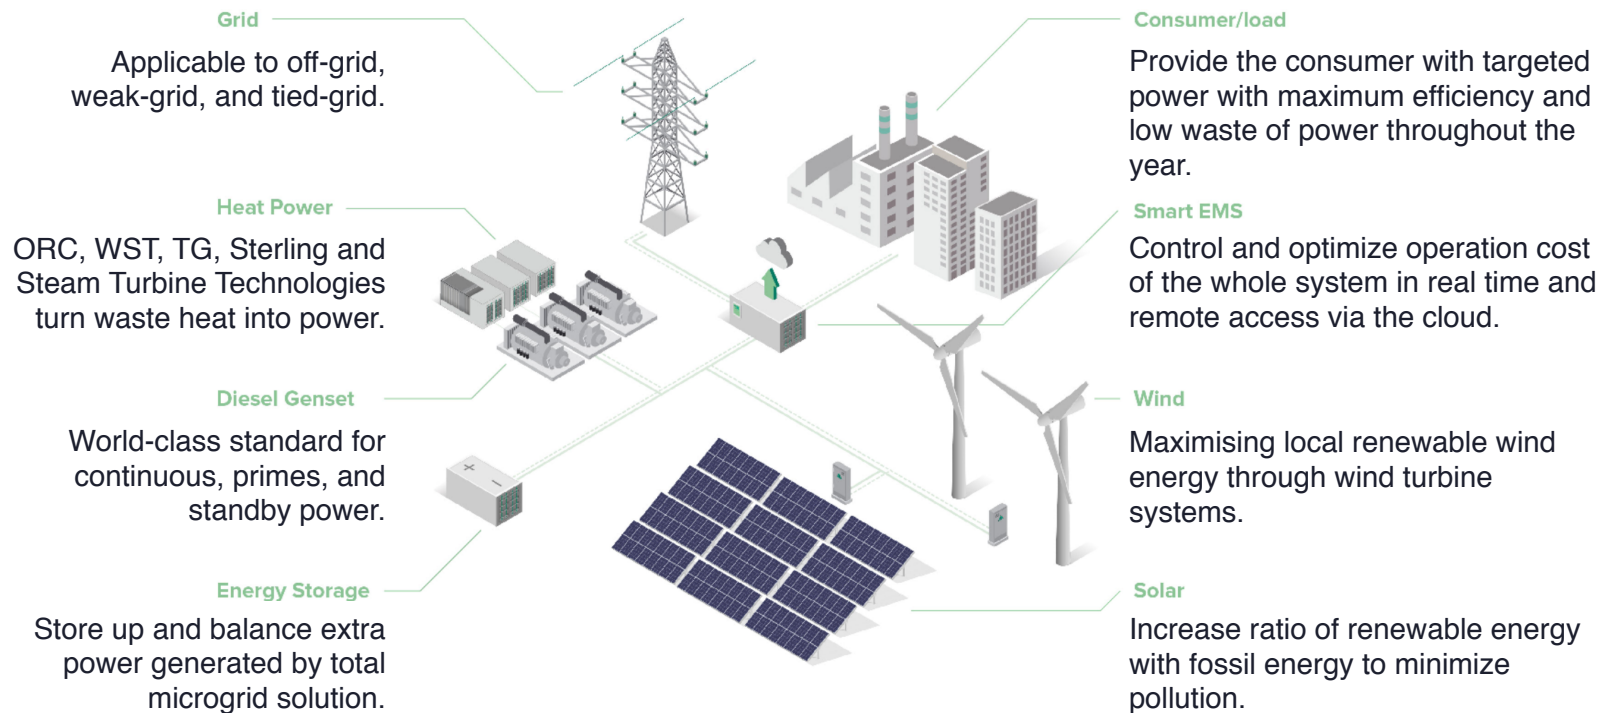 Grid
Applicable to off-grid,
weak-grid, and tied-grid.
Heat Power
ORC, WST, TG, Sterling and
Steam Turbine Technologies
turn waste heat into power.
Diesel Genset
World-class standard for
continuous, primes, and
standby power.
Energy Storage
Store up and balance extra
power generated by total
microgrid solution.
Consumer/load
Provide the consumer with targeted
power with maximum efficiency and
low waste of power throughout the
year.
Smart EMS
Control and optimize operation cost
of the whole system in real time and
remote access via the cloud.
Wind
Maximising local renewable wind
energy through wind turbine
systems.
Solar
Increase ratio of renewable energy
with fossil energy to minimize
pollution.